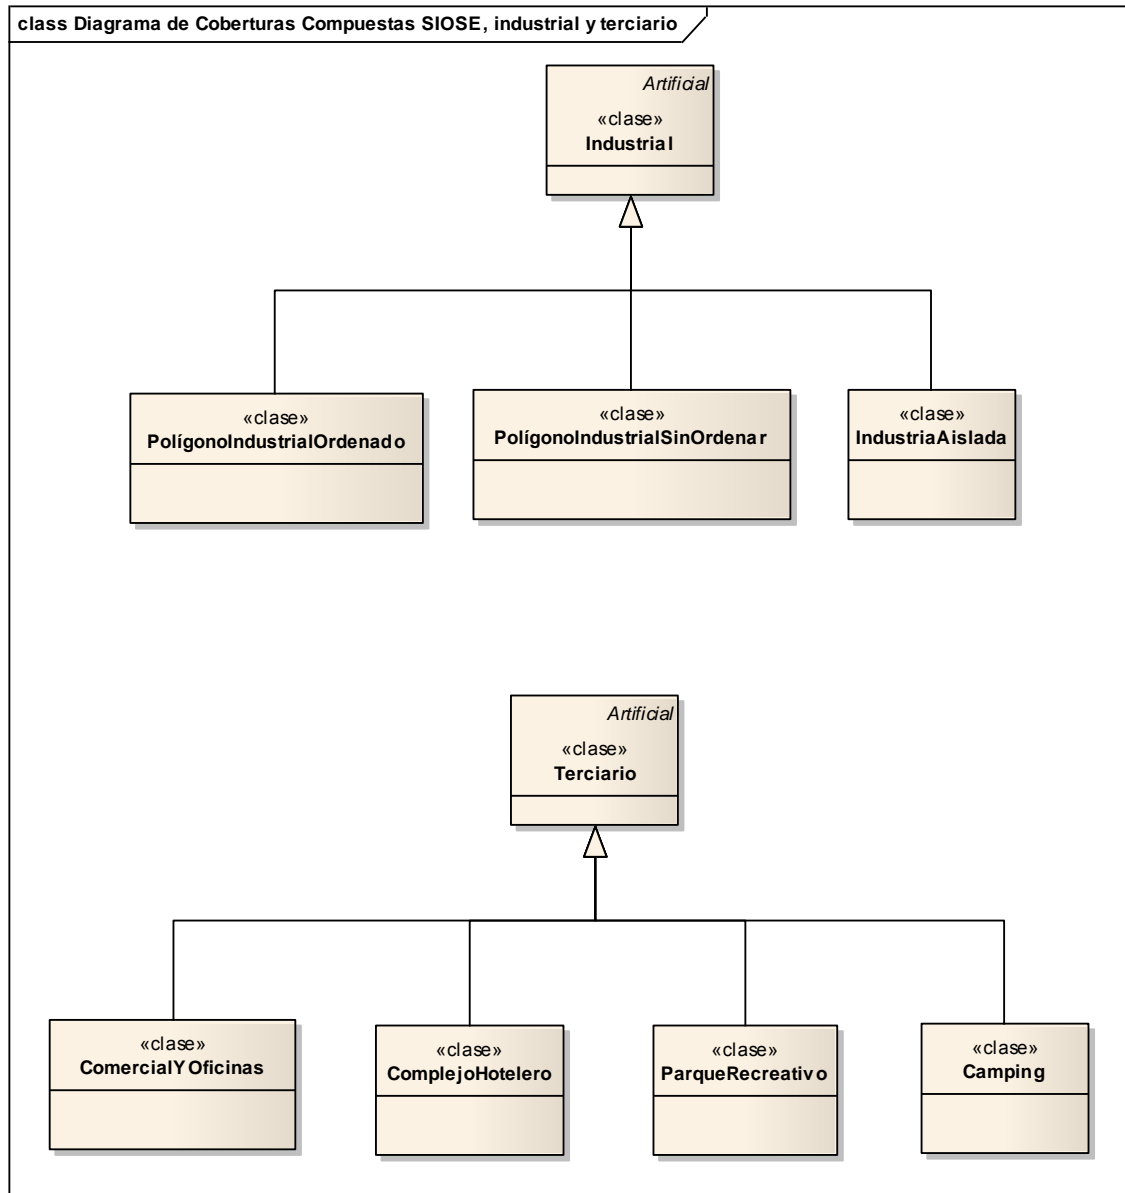 class Diagrama de Coberturas Compuestas SIOSE, industrial y terciario
Artificial
«clase»
Industrial
«clase»
PolígonoIndustrialOrdenado
«clase»
PolígonoIndustrialSinOrdenar
«clase»
IndustriaAislada
Artificial
«clase»
Terciario
«clase»
ComercialYOficinas
«clase»
ComplejoHotelero
«clase»
ParqueRecreativo
«clase»
Camping